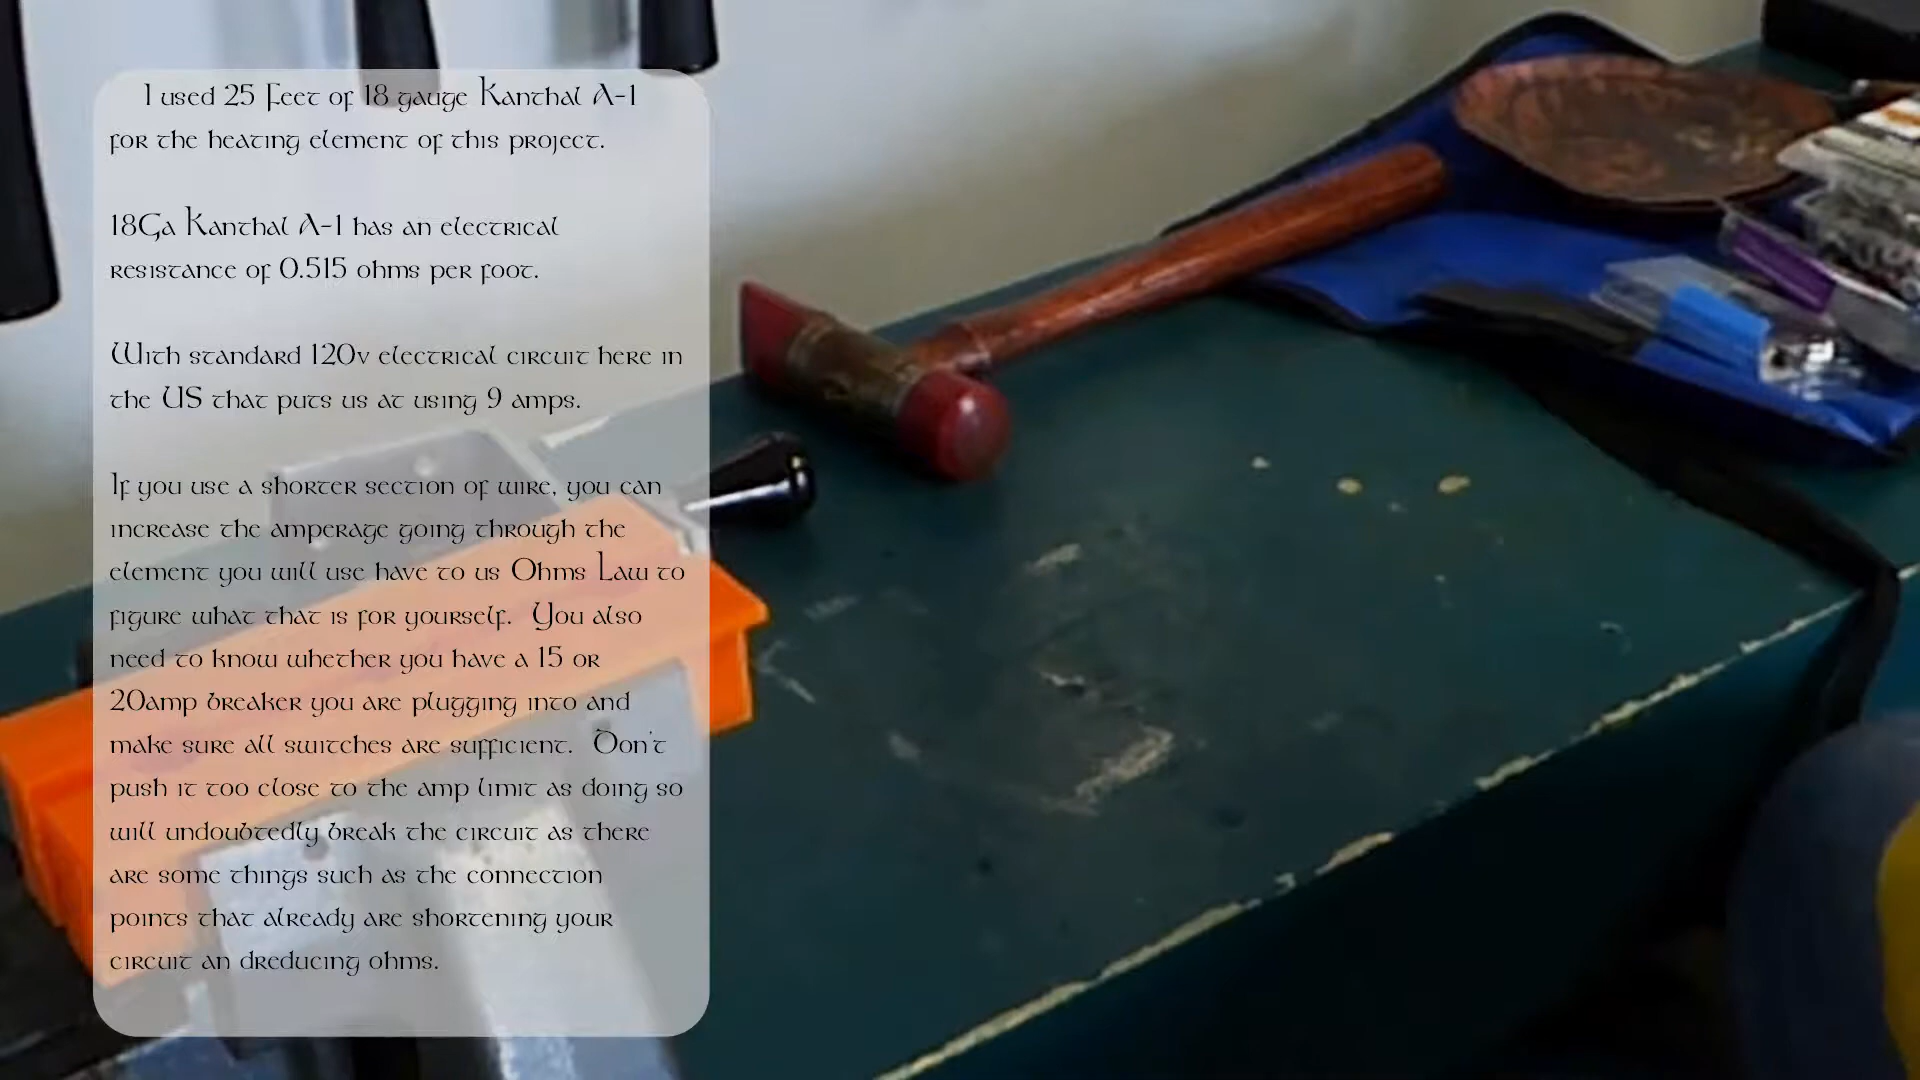 I used 25 Feet of 18 gauge Kanthal A-1
for the heating element of this project.
18Ga Kanthal A-1 has an electrical
resistance of 0.515 ohms per foot.
With standard 120v electrical circuit here in
the US that puts us at using 9 amps.
If you use a shorter section of wire, you can
increase the amperage going through the
element you will use have to us Ohms Law to
figure what that is for yourself. You also
need to know whether you have a 15 or
20amp breaker you are plugging into and
make sure all switches are sufficient. Don't
push it too close to the amp limit as doing so
will undoubtedly break the circuit as there
are some things such as the connection
points that already are shortening your
circuit an dreducing ohms.